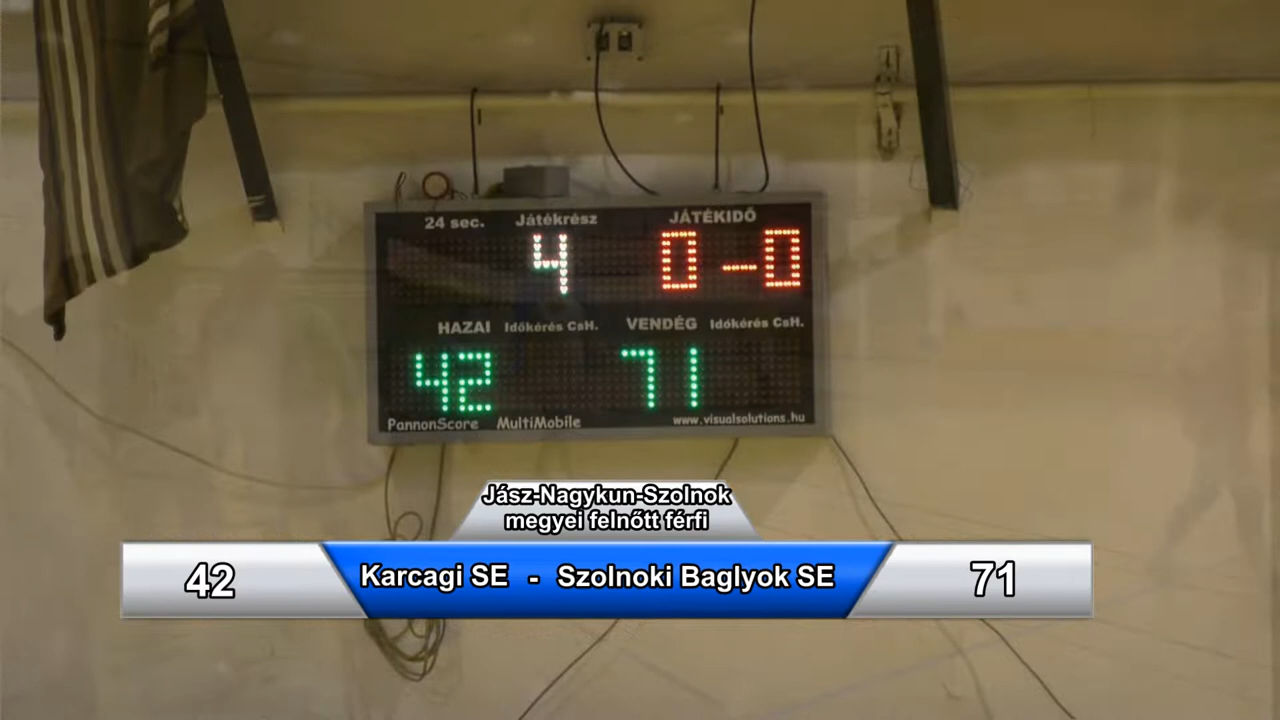 24 sec. Játékrész JÁTÉKIDŐ
4 0-0
HAZAI Időkérés CsH. VENDÉG Időkérés CsH.
42 71
PannonScore MultiMobile www.visualsolutions.hu
Jász-Nagykun-Szolnok
megyei felnőtt férfi
42 Karcagi SE - Szolnoki Baglyok SE 71